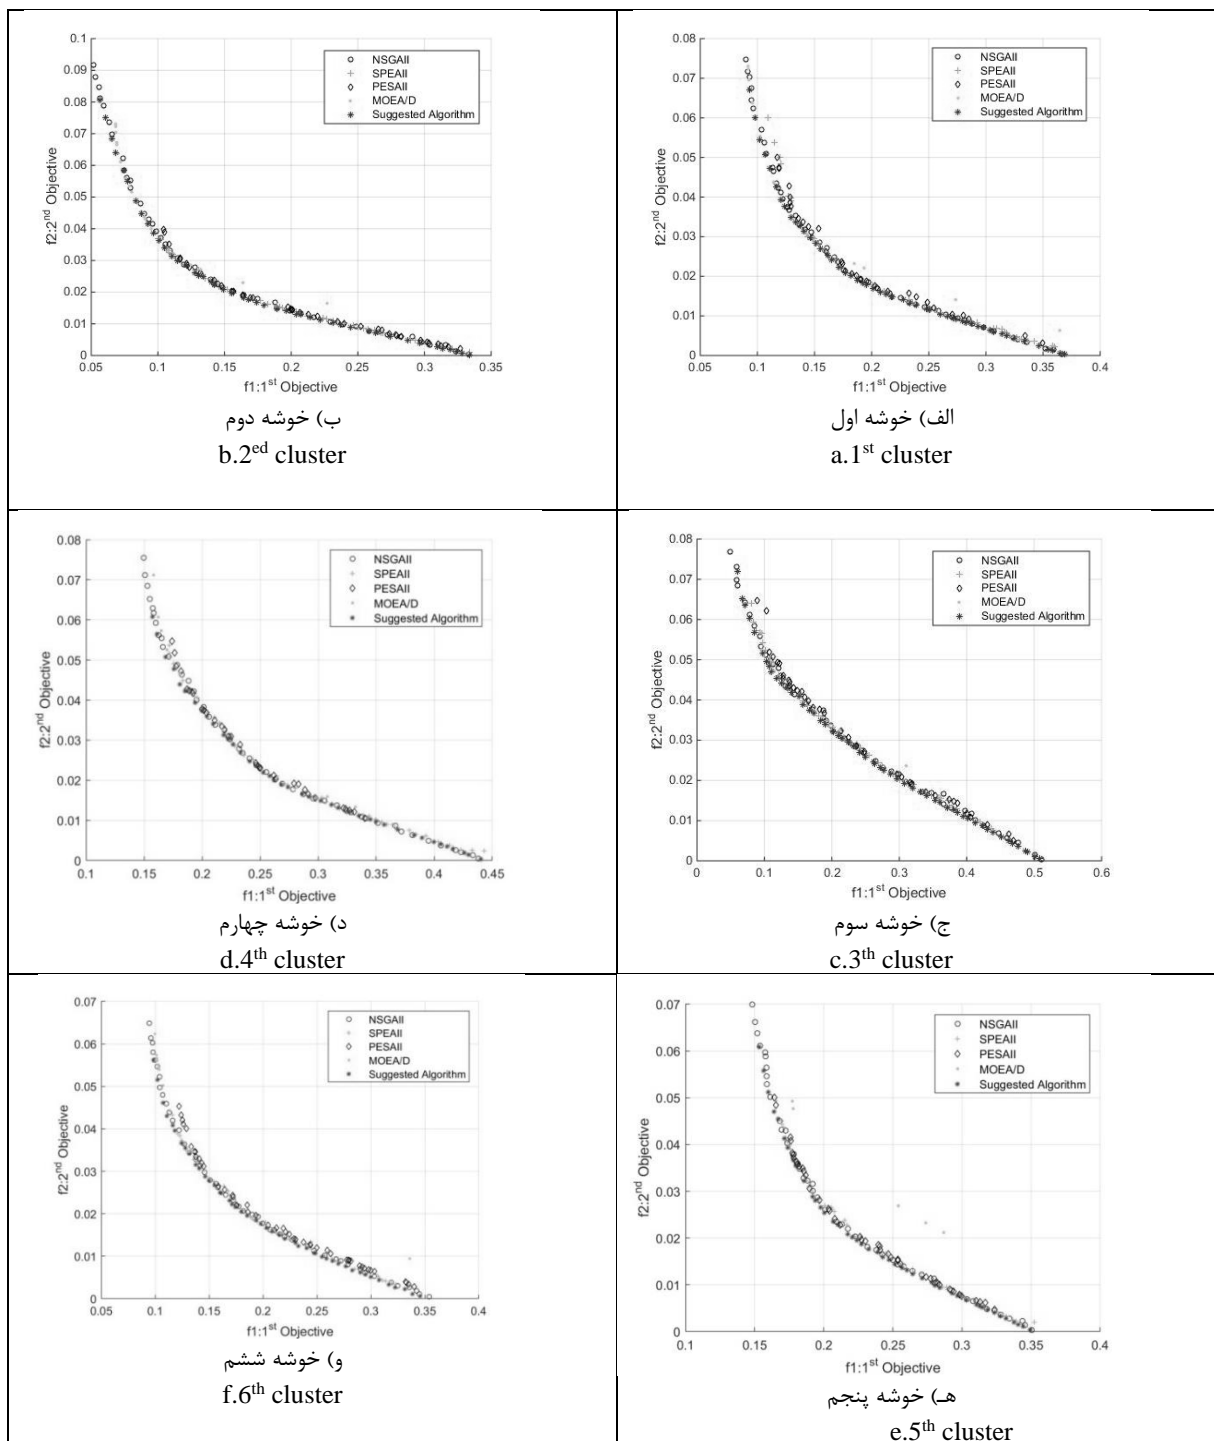 0.08
0.07
0.06
0.05
0.04
0.03
0.02
0.01
0
0.05
0.1
0.15
0.2
0.25
0.3
0.35
0.4
f2:2nd Objective
f1:1st Objective
NSGAII
SPEAII
PESAII
MOEA/D
Suggested Algorithm
الف) خوشه اول
a.1st cluster
0.1
0.09
0.08
0.07
0.06
0.05
0.04
0.03
0.02
0.01
0
0.05
0.1
0.15
0.2
0.25
0.3
0.35
f2:2nd Objective
f1:1st Objective
NSGAII
SPEAII
PESAII
MOEA/D
Suggested Algorithm
ب) خوشه دوم
b.2ed cluster
0.08
0.07
0.06
0.05
0.04
0.03
0.02
0.01
0
0
0.1
0.2
0.3
0.4
0.5
0.6
f2:2nd Objective
f1:1st Objective
NSGAII
SPEAII
PESAII
MOEA/D
Suggested Algorithm
ج) خوشه سوم
c.3th cluster
0.08
0.07
0.06
0.05
0.04
0.03
0.02
0.01
0
0.1
0.15
0.2
0.25
0.3
0.35
0.4
0.45
f2:2nd Objective
f1:1st Objective
NSGAII
SPEAII
PESAII
MOEA/D
Suggested Algorithm
د) خوشه چهارم
d.4th cluster
0.07
0.06
0.05
0.04
0.03
0.02
0.01
0
0.1
0.15
0.2
0.25
0.3
0.35
0.4
f2:2nd Objective
f1:1st Objective
NSGAII
SPEAII
PESAII
MOEA/D
Suggested Algorithm
هـ) خوشه پنجم
e.5th cluster
0.07
0.06
0.05
0.04
0.03
0.02
0.01
0
0.05
0.1
0.15
0.2
0.25
0.3
0.35
0.4
f2:2nd Objective
f1:1st Objective
NSGAII
SPEAII
PESAII
MOEA/D
Suggested Algorithm
و) خوشه ششم
f.6th cluster